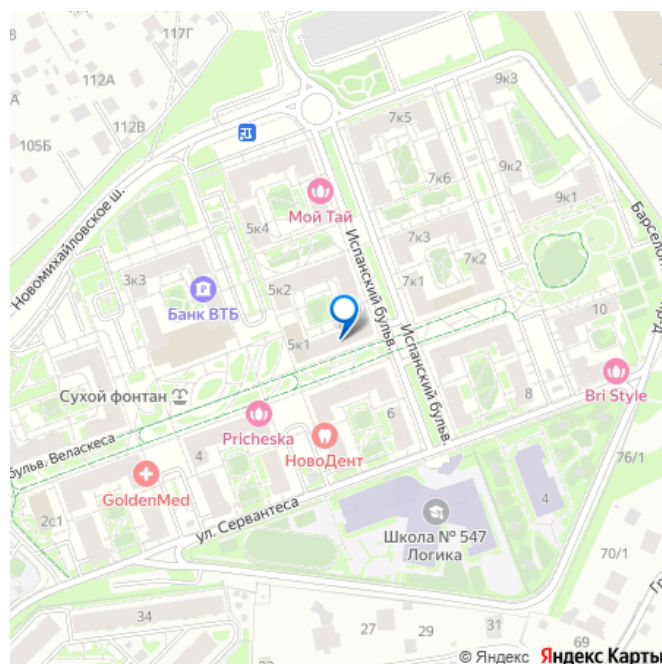 117Г
112А
9к3
112В
7к5
105Б
9к2
Мой Тай
7к6
9к1
5к4
Новомихайловское ш.
Испанский бульв.
7к3
7к2
3к3
5к2
7к1
Банк ВТБ
10
5к1
Испанский бульв.
Сухой фонтан
Bri Style
8
Pricheska
6
бульв. Веласкеса
НовоДент
4
76/1
GoldenMed
ул. Сервантеса
4
2с1
Школа № 547
Логика
70/1
34
27
29
31
69
© Яндекс Яндекс Карты